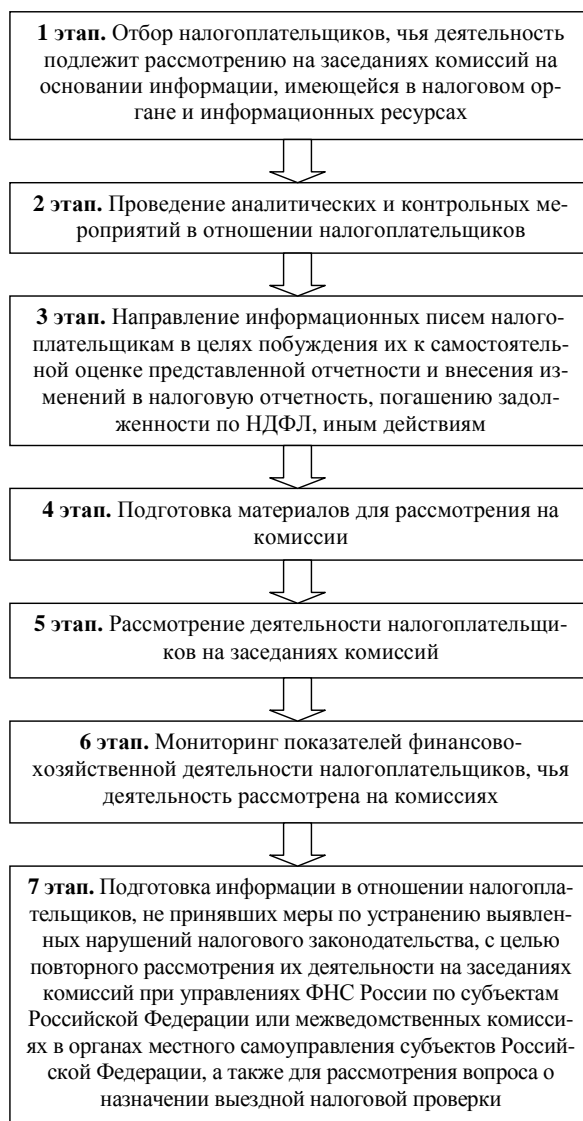 1 этап. Отбор налогоплательщиков, чья деятельность
подлежит рассмотрению на заседаниях комиссий на
основании информации, имеющейся в налоговом ор-
гане и информационных ресурсах
2 этап. Проведение аналитических и контрольных ме-
роприятий в отношении налогоплательщиков
3 этап. Направление информационных писем налого-
плательщикам в целях побуждения их к самостоятель-
ной оценке представленной отчетности и внесения из-
менений в налоговую отчетность, погашению задол-
женности по НДФЛ, иным действиям
4 этап. Подготовка материалов для рассмотрения на
комиссии
5 этап. Рассмотрение деятельности налогоплательщи-
ков на заседаниях комиссий
6 этап. Мониторинг показателей финансово-
хозяйственной деятельности налогоплательщиков, чья
деятельность рассмотрена на комиссиях
7 этап. Подготовка информации в отношении налогопла-
тельщиков, не принявших меры по устранению выявлен-
ных нарушений налогового законодательства, с целью
повторного рассмотрения их деятельности на заседаниях
комиссий при управлениях ФНС России по субъектам
Российской Федерации или межведомственных комисси-
ях в органах местного самоуправления субъектов Россий-
ской Федерации, а также для рассмотрения вопроса о
назначении выездной налоговой проверки